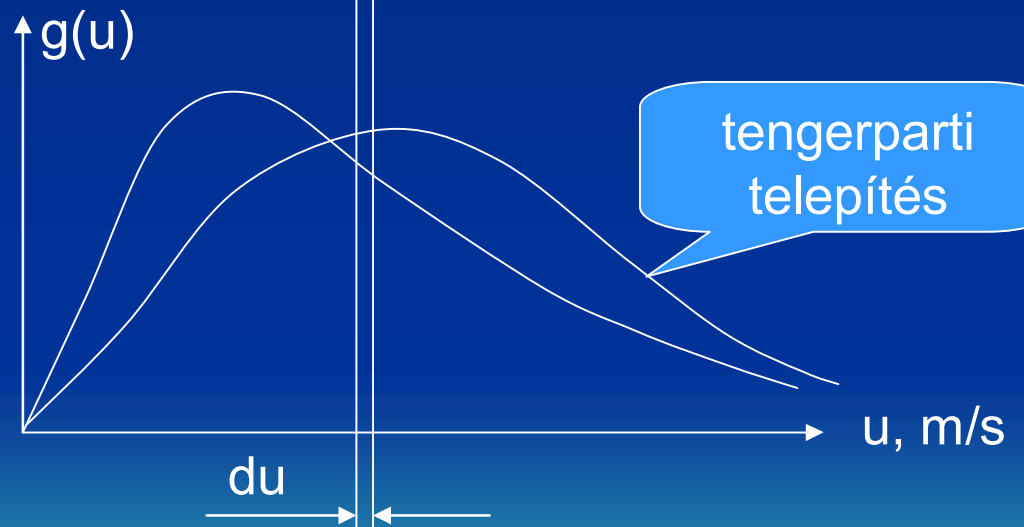 g(u)
tengerparti
telepítés
u, m/s
du